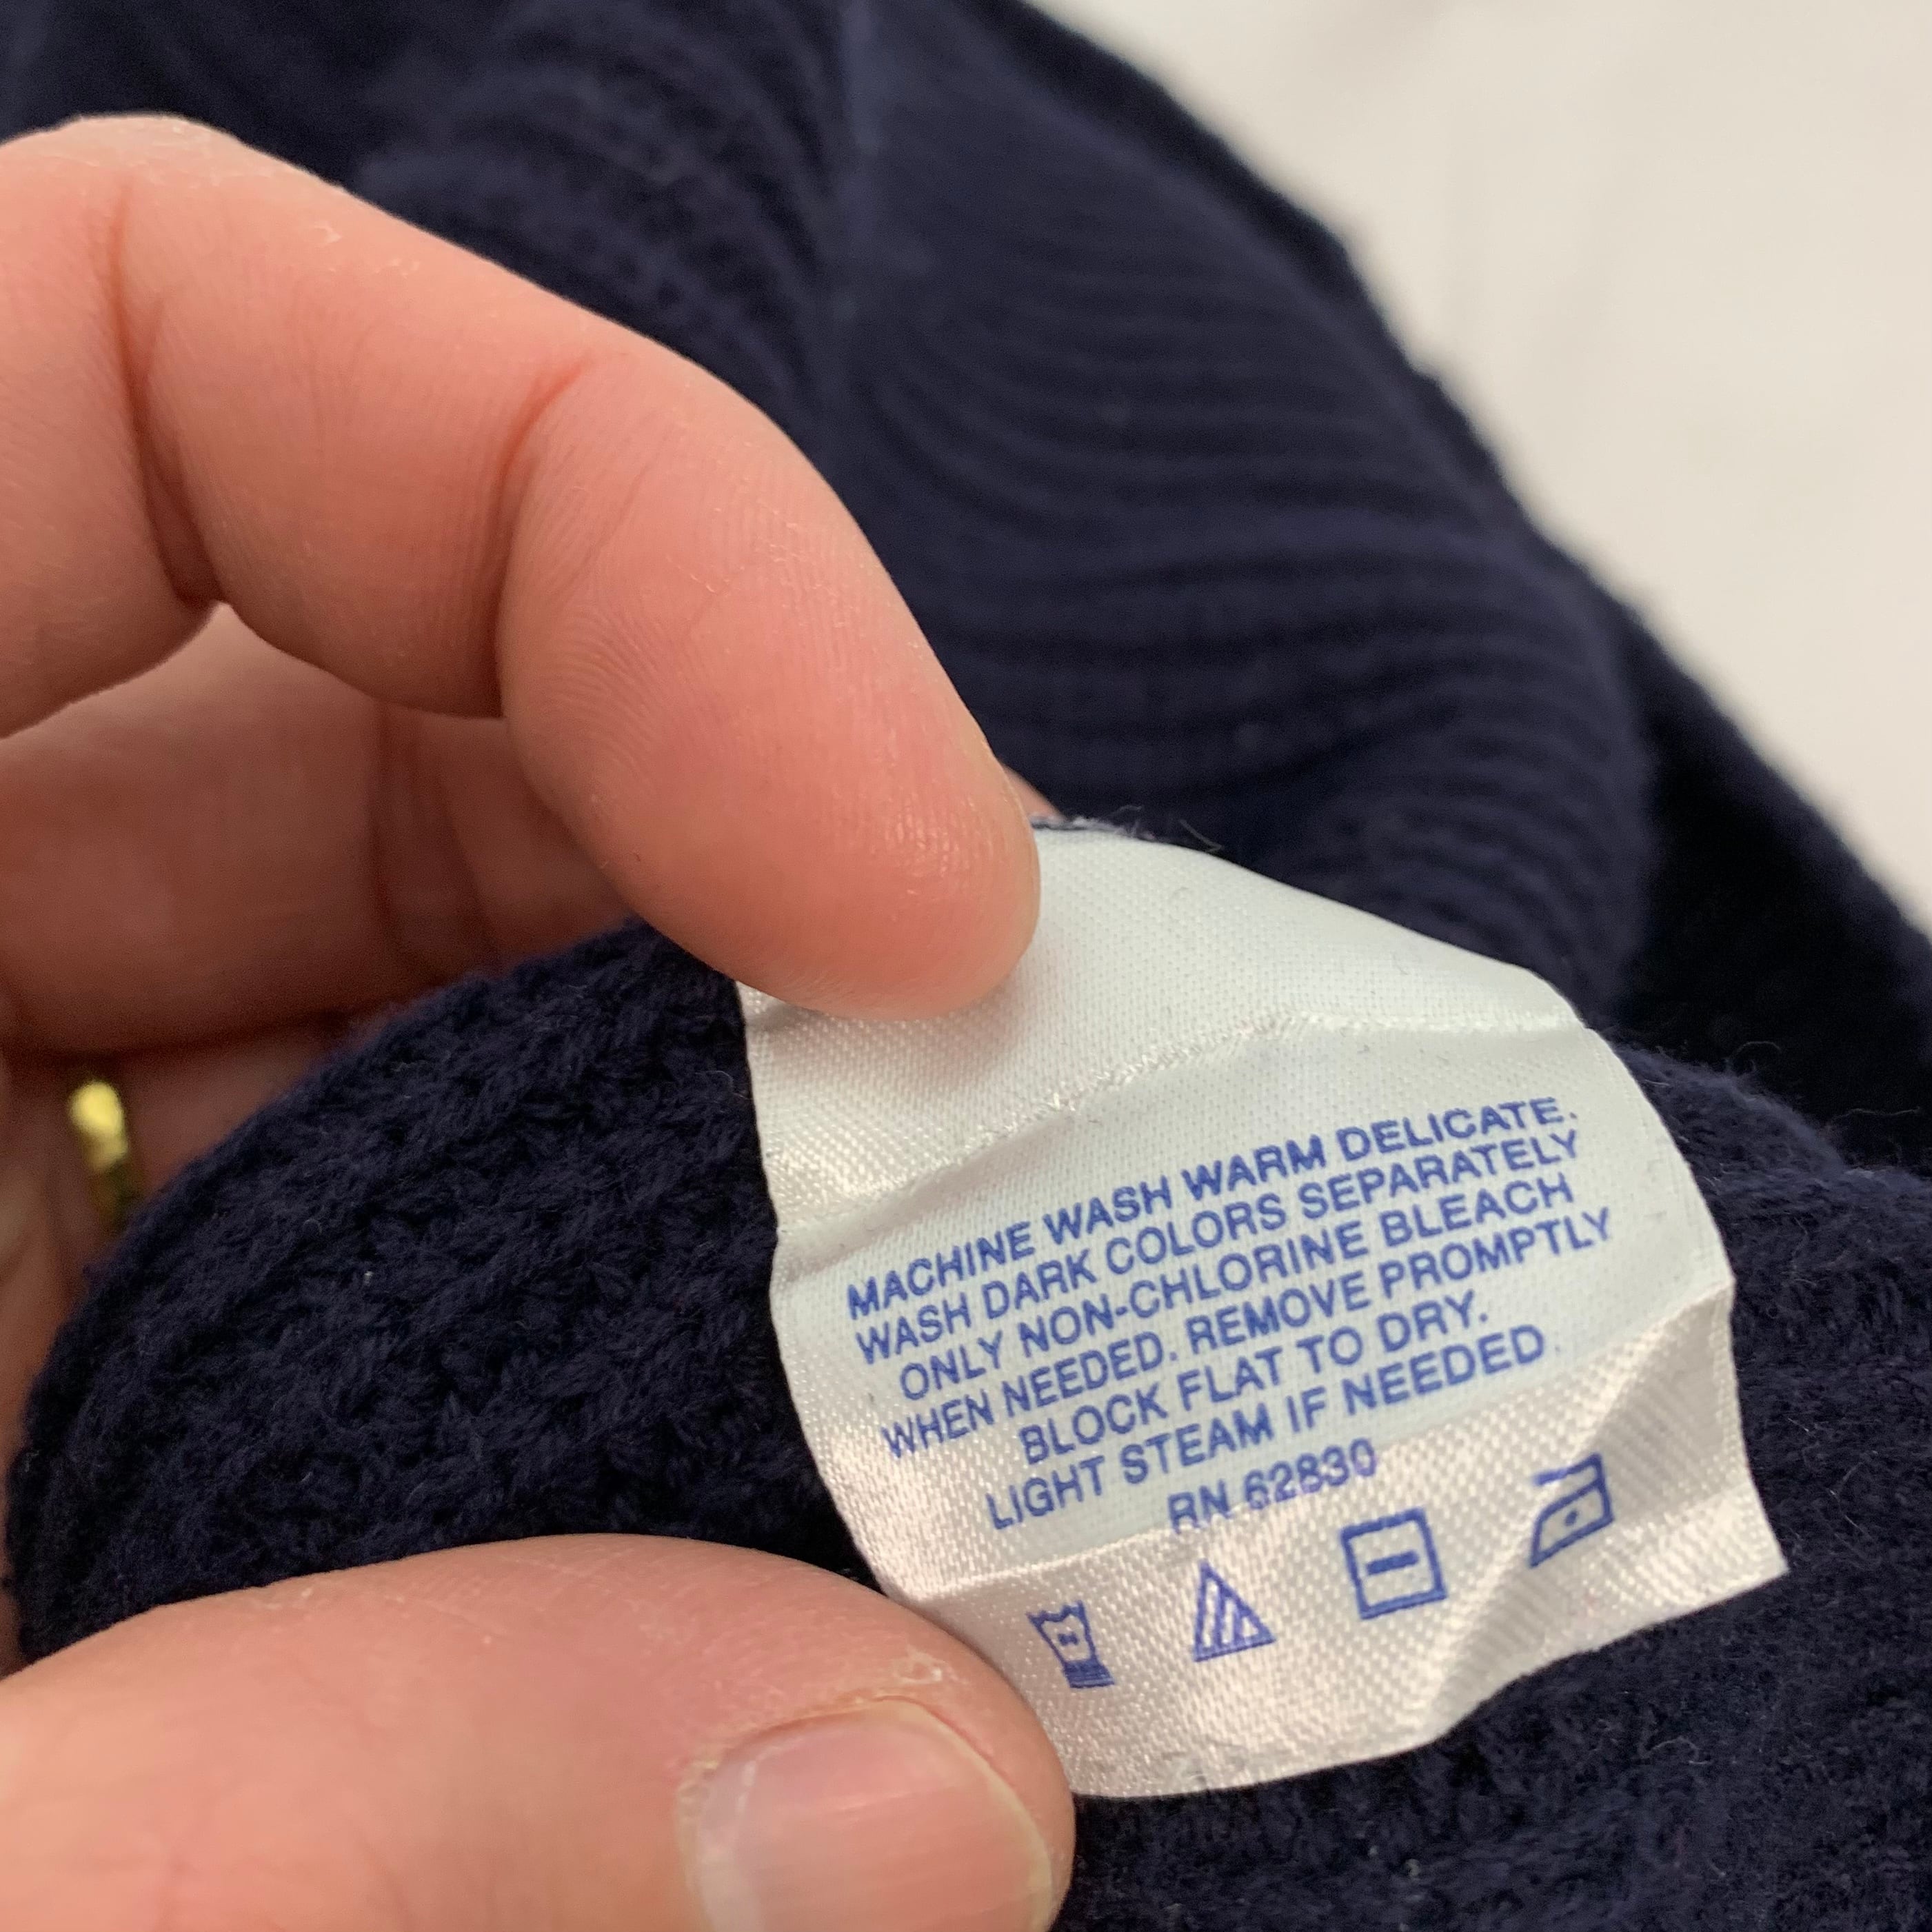 MACHINE WASH WARM DELICATE.
WASH DARK COLORS SEPARATELY
ONLY NON-CHLORINE BLEACH
WHEN NEEDED. REMOVE PROMPTLY
BLOCK FLAT TO DRY.
LIGHT STEAM IF NEEDED.
RN 62830